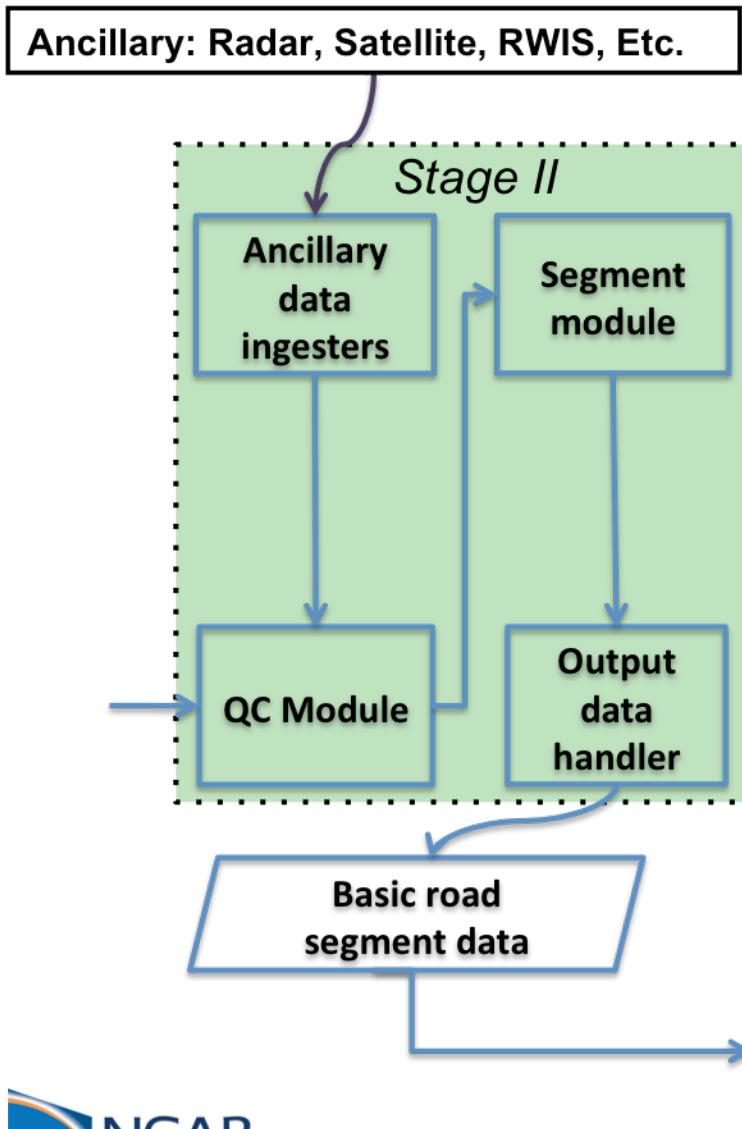 Ancillary: Radar, Satellite, RWIS, Etc.
Stage II
Ancillary
data
ingesters
Segment
module
QC Module
Output
data
handler
Basic road
segment data
NCAR